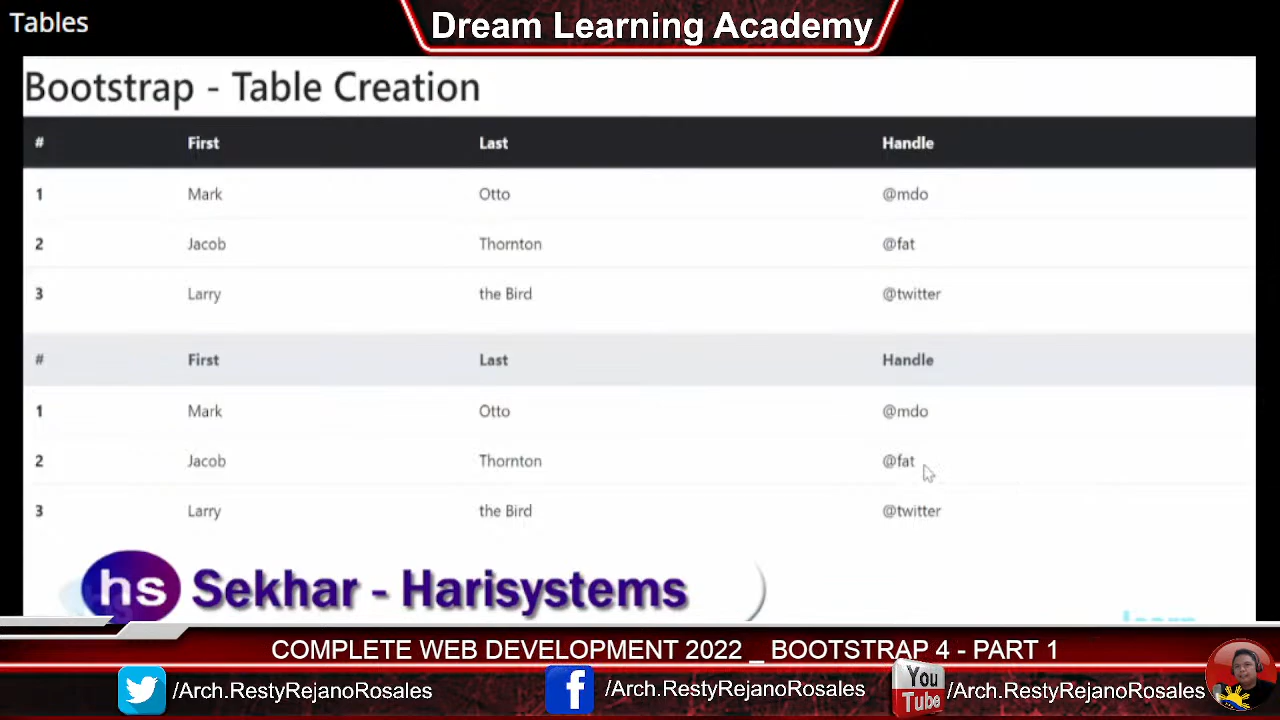 Tables
Dream Learning Academy
Bootstrap - Table Creation
# First Last Handle
1 Mark Otto @mdo
2 Jacob Thornton @fat
3 Larry the Bird @twitter
# First Last Handle
1 Mark Otto @mdo
2 Jacob Thornton @fat
3 Larry the Bird @twitter
hs Sekhar - Harisystems
COMPLETE WEB DEVELOPMENT 2022 _ BOOTSTRAP 4 - PART 1
/Arch.RestyRejanoRosales f /Arch.RestyRejanoRosales You Tube /Arch.RestyRejanoRosales